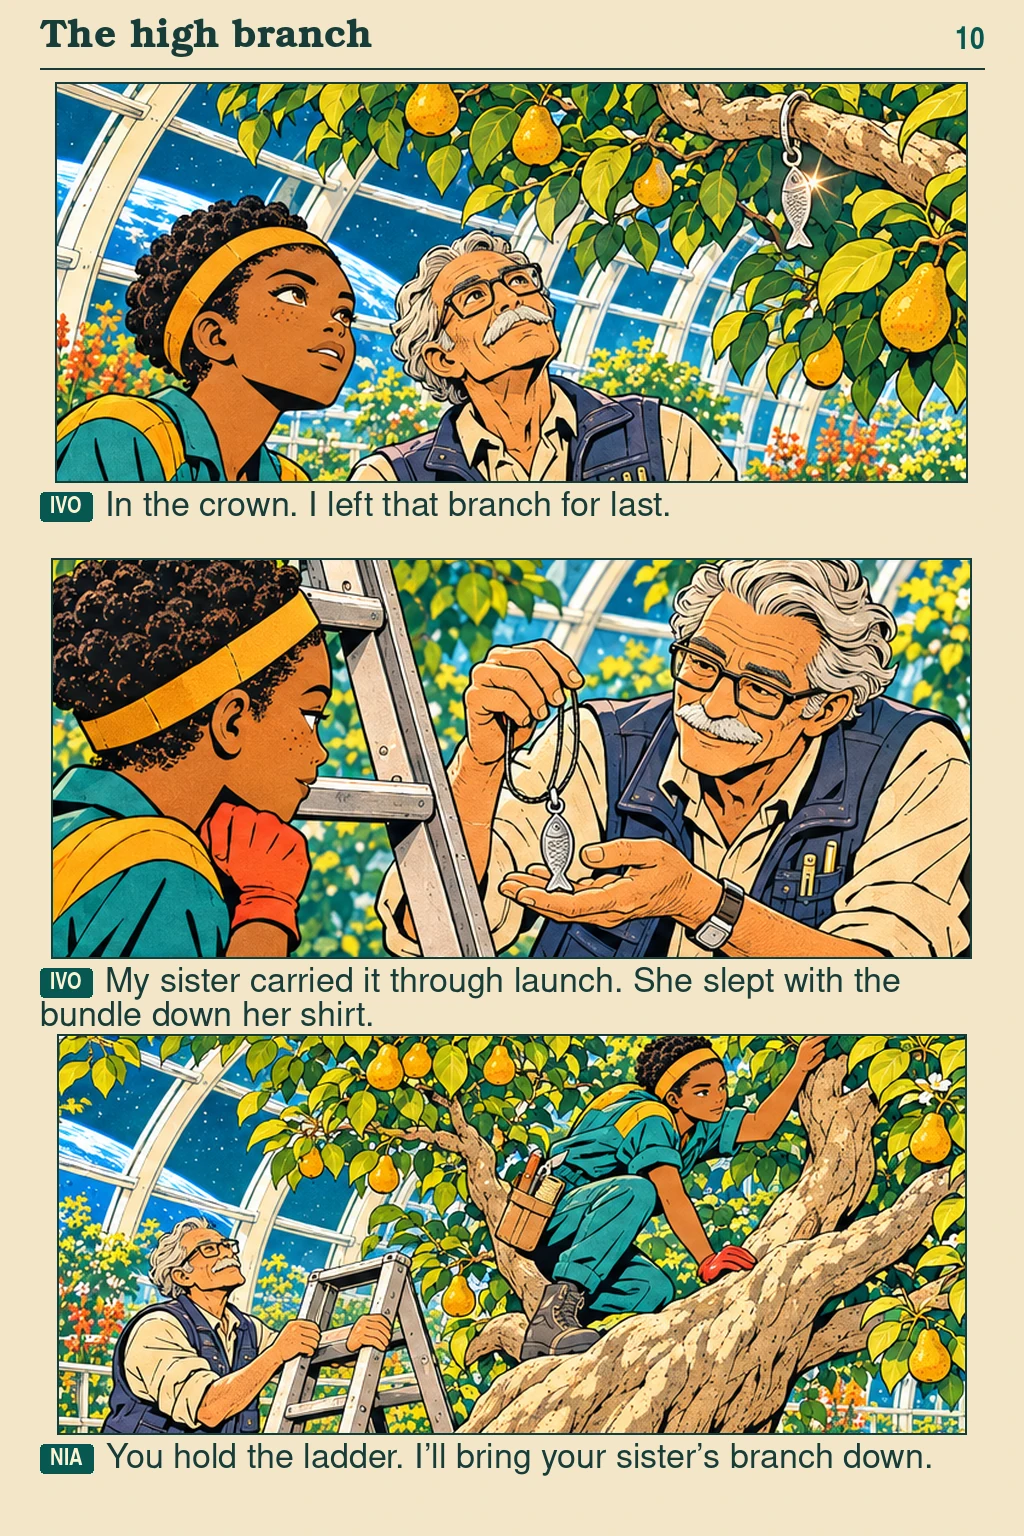 The high branch
10
IVO In the crown. I left that branch for last.
IVO My sister carried it through launch. She slept with the
bundle down her shirt.
NIA You hold the ladder. I’ll bring your sister’s branch down.